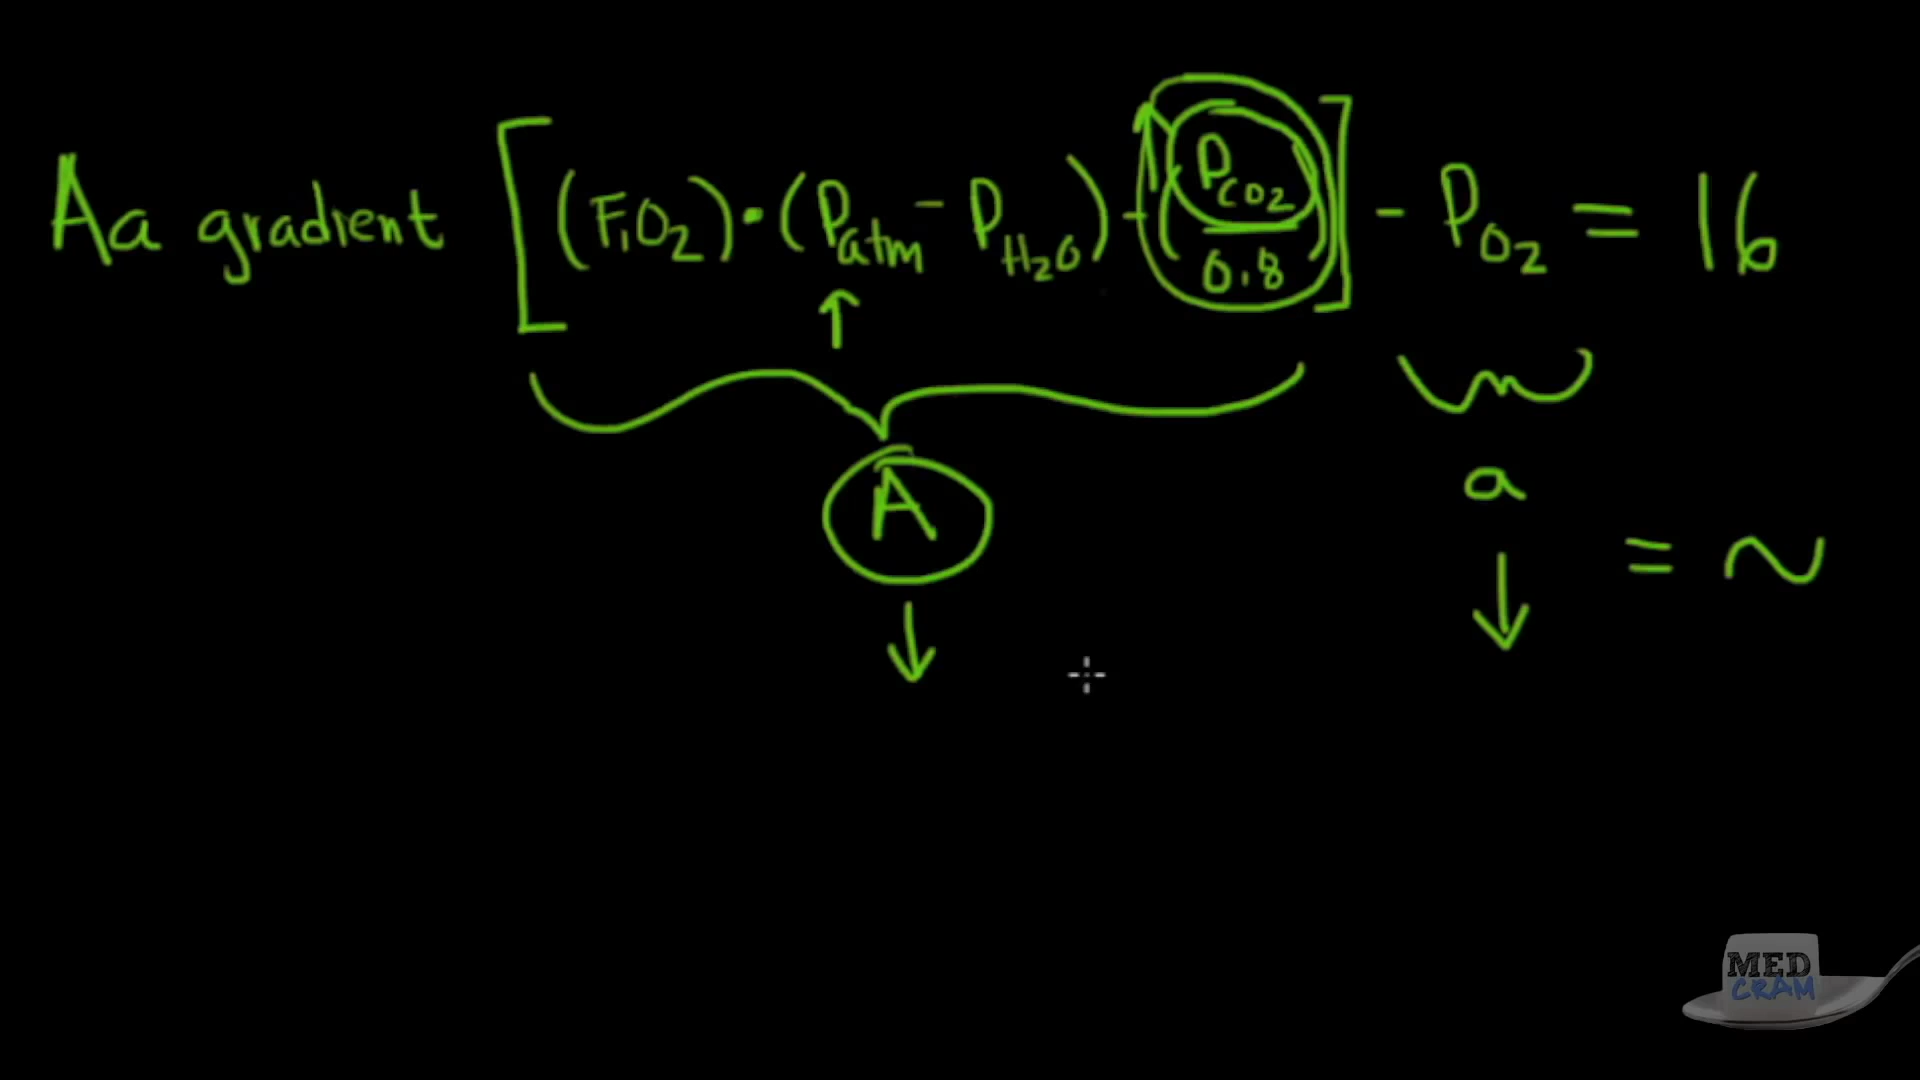 Aa gradient [(FiO2) · (Patm - PH2O) - (PCO2 / 0.8)] - PO2 = 16
↑
A a
↓ ↓ = ~
MED
CRAM